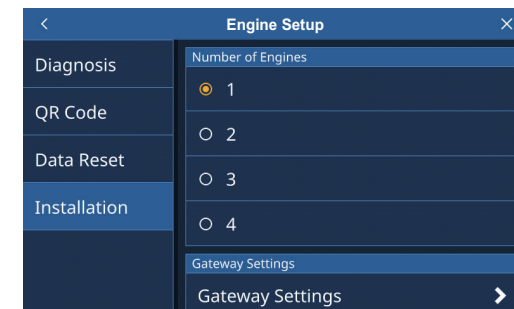 Engine Setup
Diagnosis
QR Code
Data Reset
Installation
Number of Engines
1
2
3
4
Gateway Settings
Gateway Settings